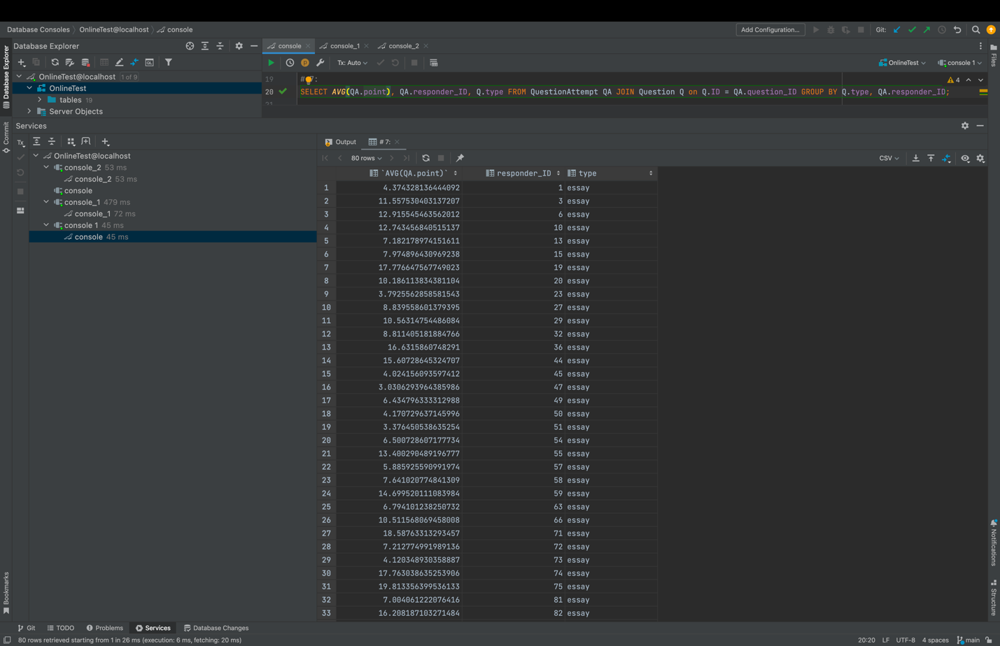 Database Consoles OnlineTest@localhost console Add Configuration... Git:
Database Explorer console console_1 console_2
Tx: Auto OnlineTest console 1
OnlineTest@localhost 1 of 9
OnlineTest
tables 19
Server Objects
19 # 7: 4
20 SELECT AVG(QA.point), QA.responder_ID, Q.type FROM QuestionAttempt QA JOIN Question Q on Q.ID = QA.question_ID GROUP BY Q.type, QA.responder_ID;
21
Services
Tx
OnlineTest@localhost
console_2 53 ms
console_2 53 ms
console
console_1 479 ms
console_1 72 ms
console 1 45 ms
console 45 ms
Output # 7:
80 rows CSV
`AVG(QA.point)` responder_ID type
1 4.374328136444092 1 essay
2 11.557530403137207 3 essay
3 12.915545463562012 6 essay
4 12.743456840515137 10 essay
5 7.182178974151611 13 essay
6 7.974896430969238 15 essay
7 17.776647567749023 19 essay
8 10.186113834381104 20 essay
9 3.7925562858581543 23 essay
10 8.839558601379395 27 essay
11 10.56314754486084 29 essay
12 8.811405181884766 32 essay
13 16.6315860748291 36 essay
14 15.60728645324707 44 essay
15 4.024156093597412 45 essay
16 3.0306293964385986 47 essay
17 6.434796333312988 49 essay
18 4.170729637145996 50 essay
19 3.376450538635254 51 essay
20 6.500728607177734 54 essay
21 13.400290489196777 55 essay
22 5.885925590991974 57 essay
23 7.641020774841309 58 essay
24 14.699520111083984 59 essay
25 6.794101238250732 63 essay
26 10.511568069458008 66 essay
27 18.58763313293457 71 essay
28 7.212774991989136 72 essay
29 4.120348930358887 73 essay
30 17.763038635253906 74 essay
31 19.813356399536133 75 essay
32 7.004061222076416 81 essay
33 16.208187103271484 82 essay
Database Explorer
Commit
Bookmarks
Files
Notifications
Structure
Git TODO Problems Services Database Changes
80 rows retrieved starting from 1 in 26 ms (execution: 6 ms, fetching: 20 ms) 20:20 LF UTF-8 4 spaces main